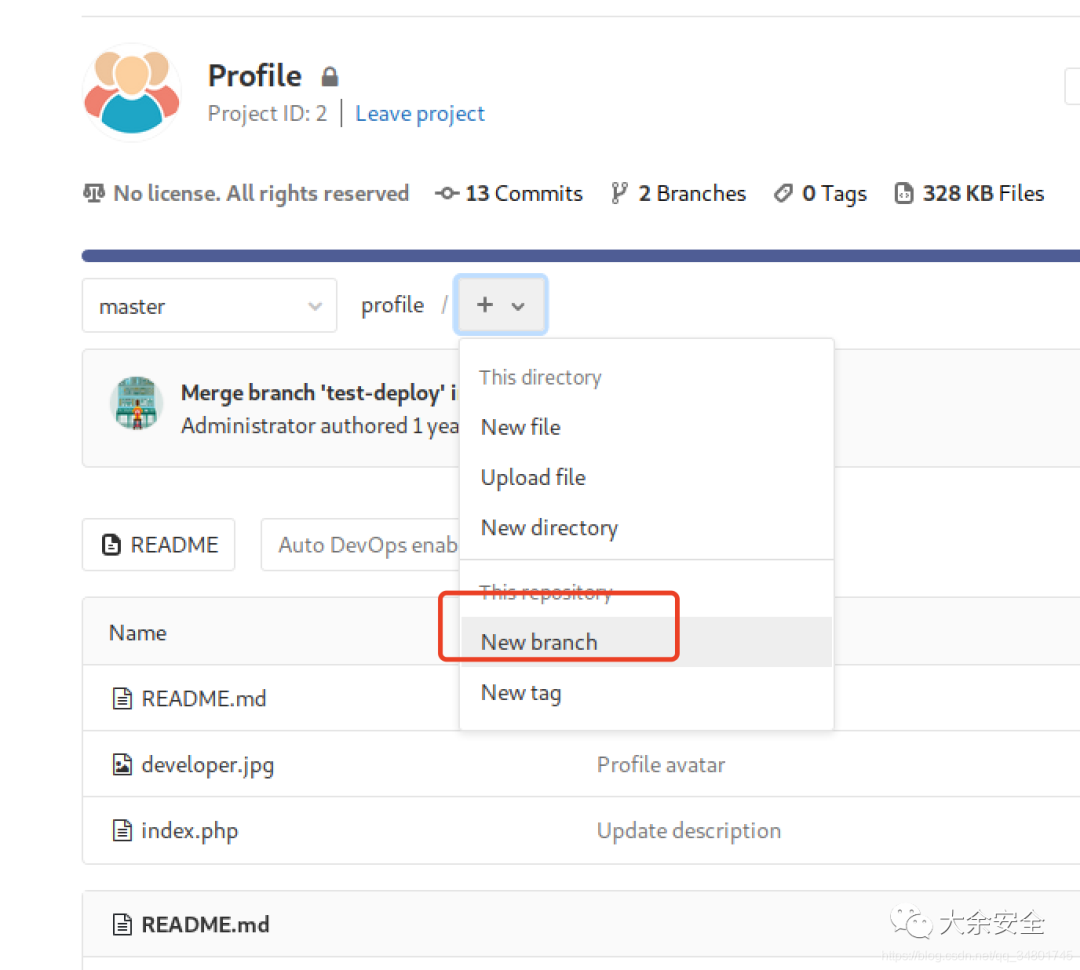 Profile
Project ID: 2 | Leave project
No license. All rights reserved 13 Commits 2 Branches 0 Tags 328 KB Files
master profile / +
This directory
Merge branch 'test-deploy' i
Administrator authored 1 yea
New file
Upload file
New directory
README Auto DevOps enab
This repository
Name
New branch
New tag
README.md
developer.jpg Profile avatar
index.php Update description
README.md
大余安全
https://blog.csdn.net/qq_34801745